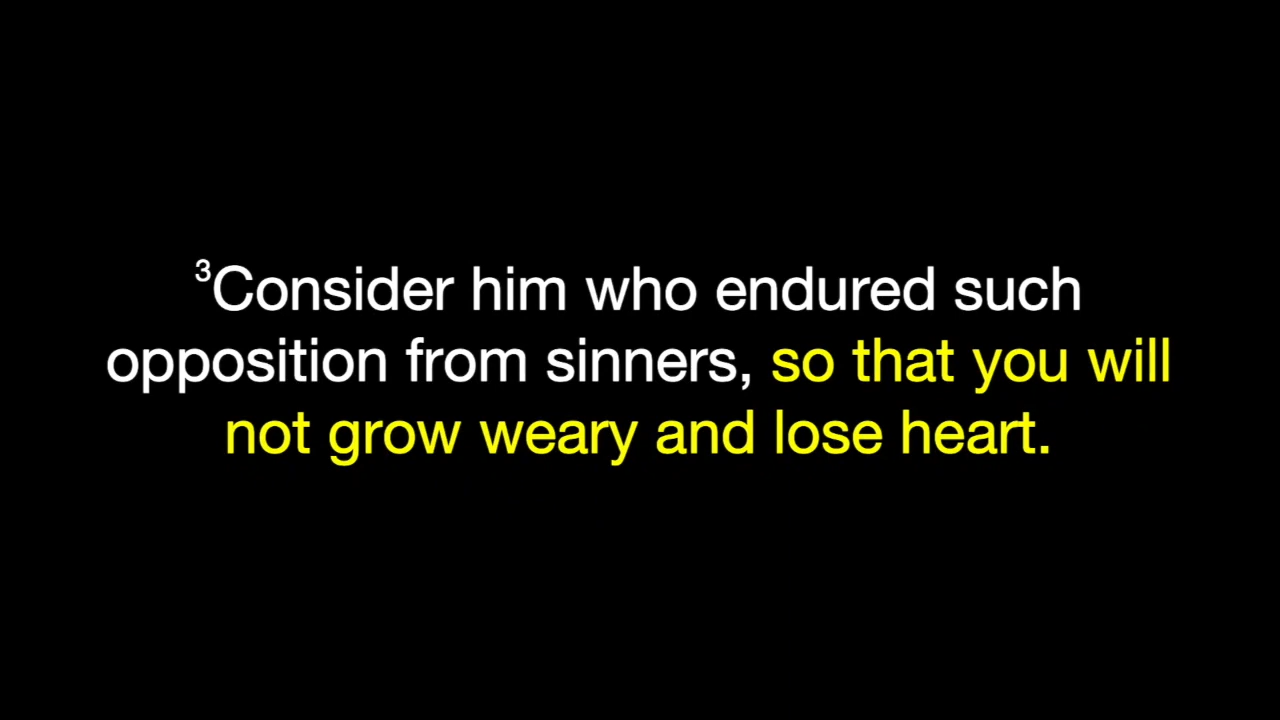 ³Consider him who endured such
opposition from sinners, so that you will
not grow weary and lose heart.